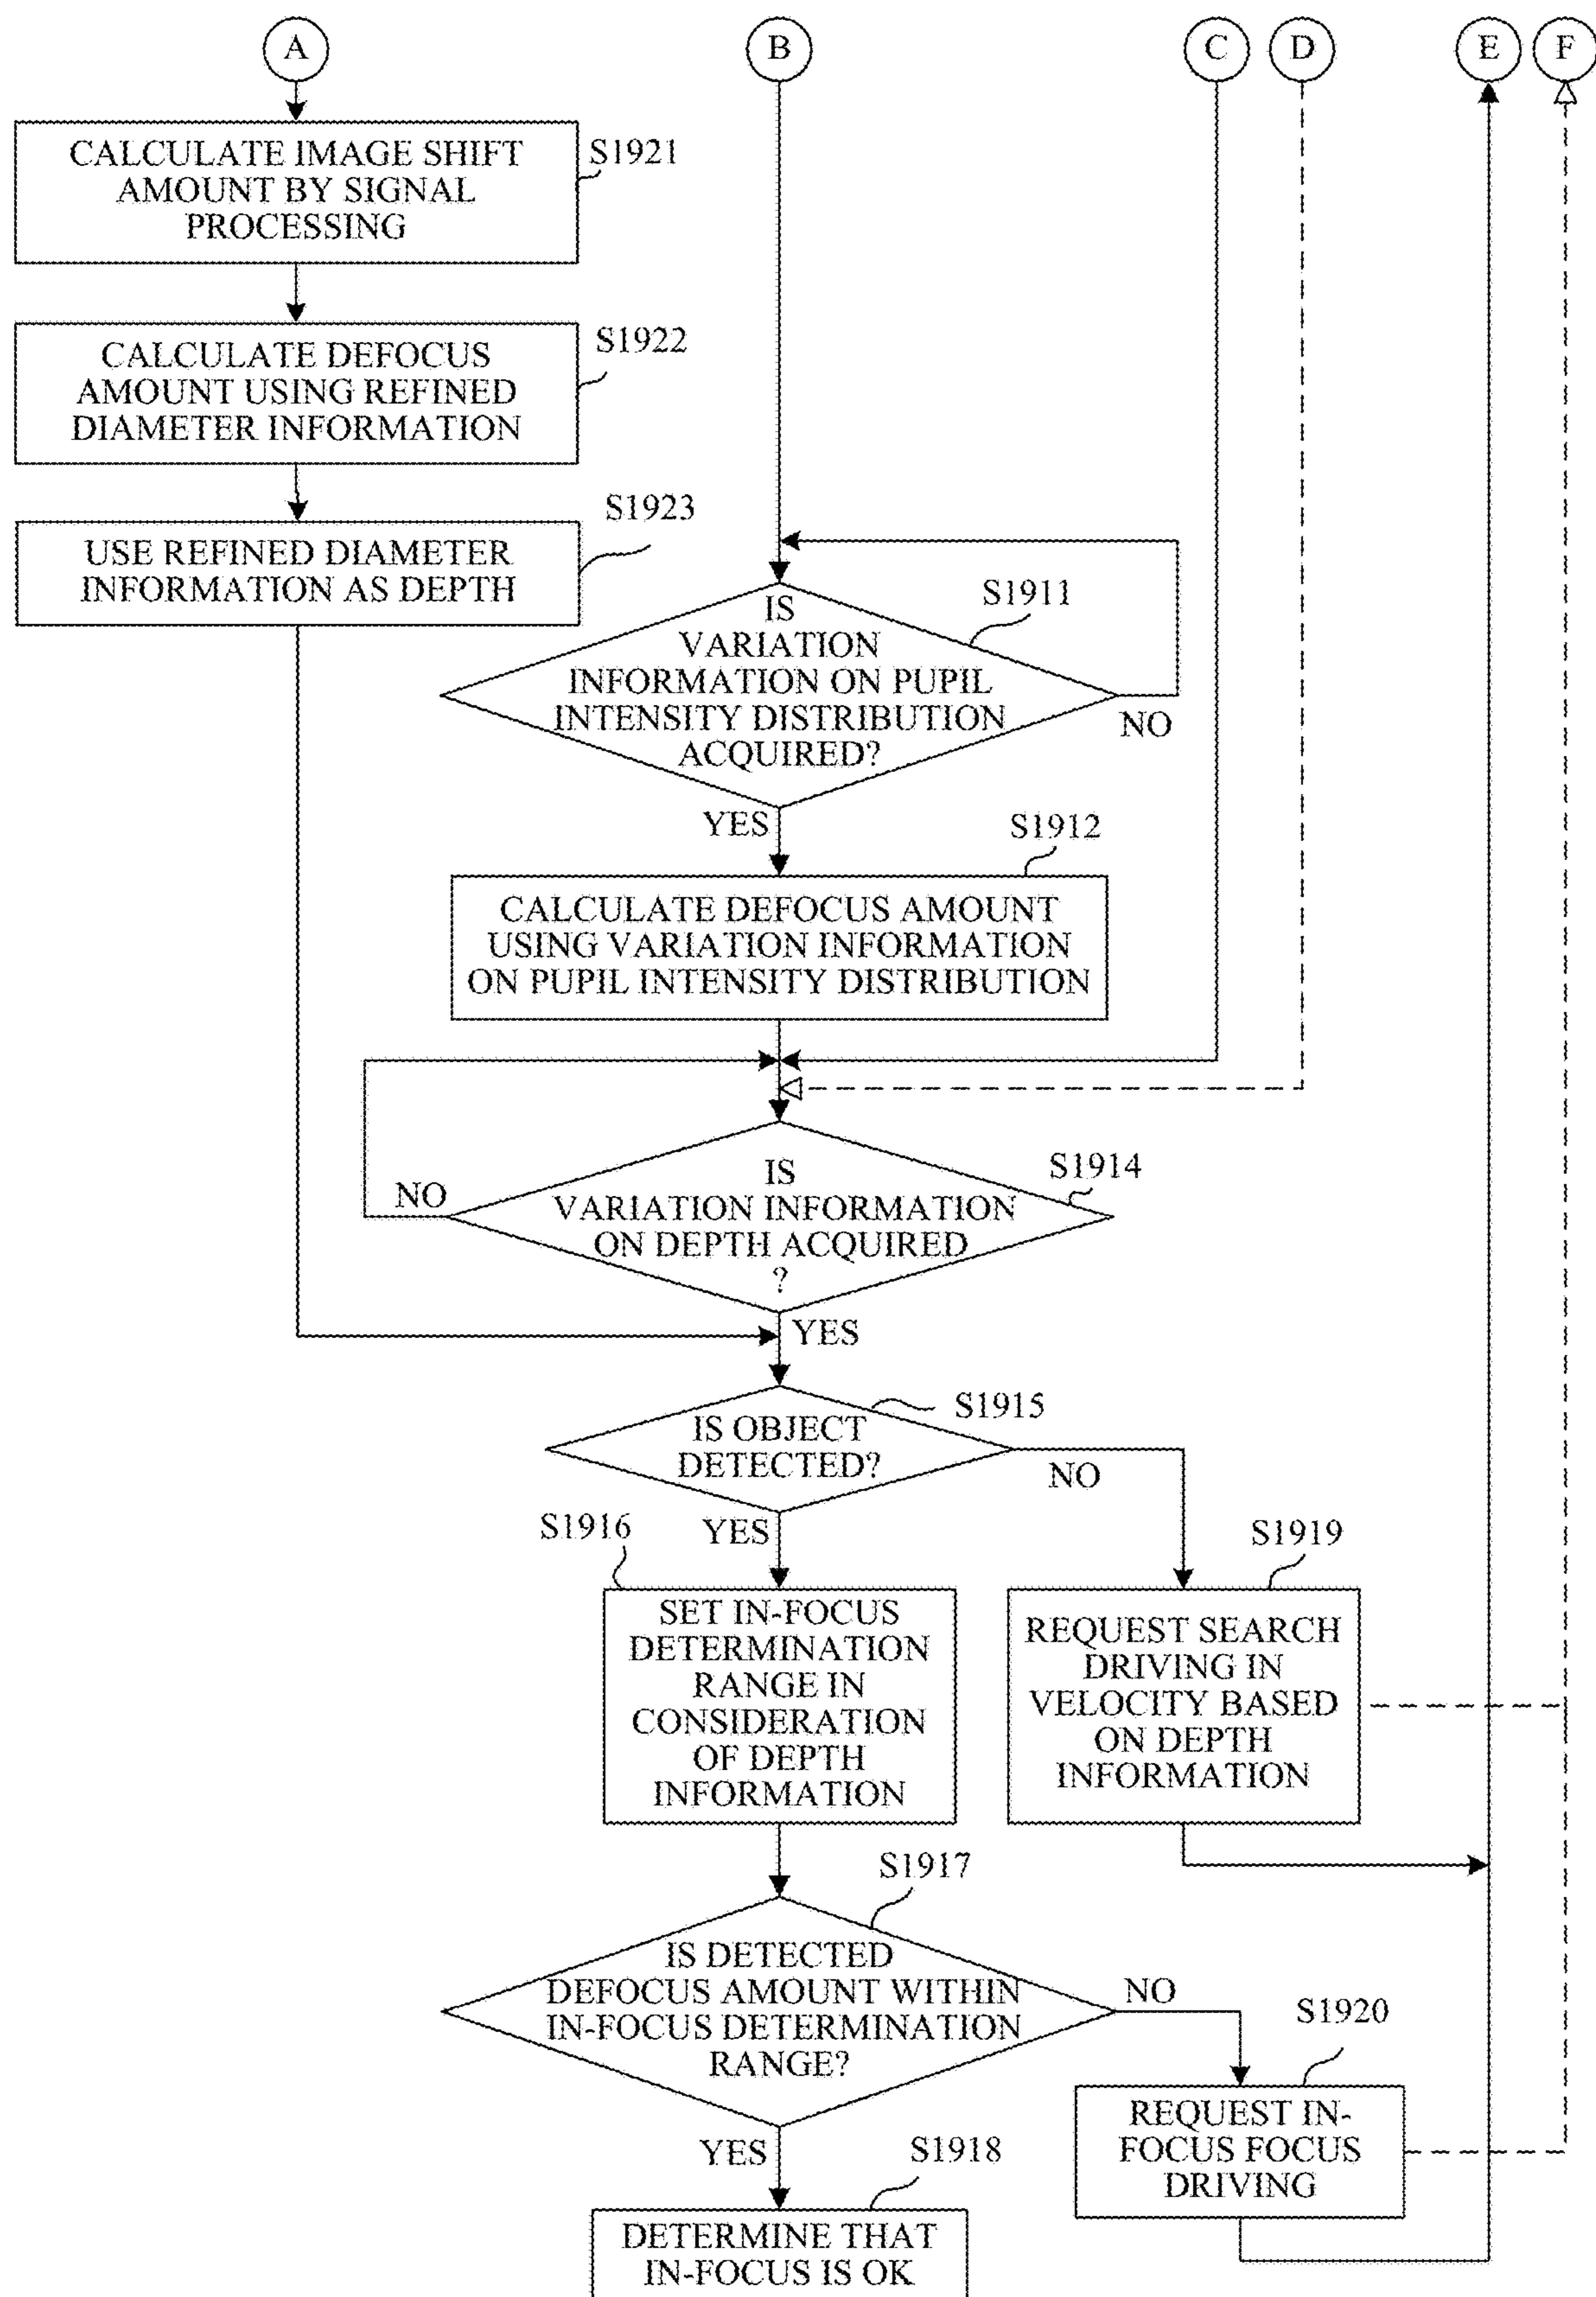 A
B
C
D
E
F
CALCULATE IMAGE SHIFT
AMOUNT BY SIGNAL
PROCESSING
S1921
CALCULATE DEFOCUS
AMOUNT USING REFINED
DIAMETER INFORMATION
S1922
USE REFINED DIAMETER
INFORMATION AS DEPTH
S1923
IS
VARIATION
INFORMATION ON PUPIL
INTENSITY DISTRIBUTION
ACQUIRED?
S1911
NO
YES
S1912
CALCULATE DEFOCUS AMOUNT
USING VARIATION INFORMATION
ON PUPIL INTENSITY DISTRIBUTION
IS
VARIATION INFORMATION
ON DEPTH ACQUIRED
?
S1914
NO
YES
IS OBJECT
DETECTED?
S1915
NO
YES
S1916
SET IN-FOCUS
DETERMINATION
RANGE IN
CONSIDERATION
OF DEPTH
INFORMATION
S1919
REQUEST SEARCH
DRIVING IN
VELOCITY BASED
ON DEPTH
INFORMATION
S1917
IS DETECTED
DEFOCUS AMOUNT WITHIN
IN-FOCUS DETERMINATION
RANGE?
NO
YES
S1920
REQUEST IN-
FOCUS FOCUS
DRIVING
S1918
DETERMINE THAT
IN-FOCUS IS OK